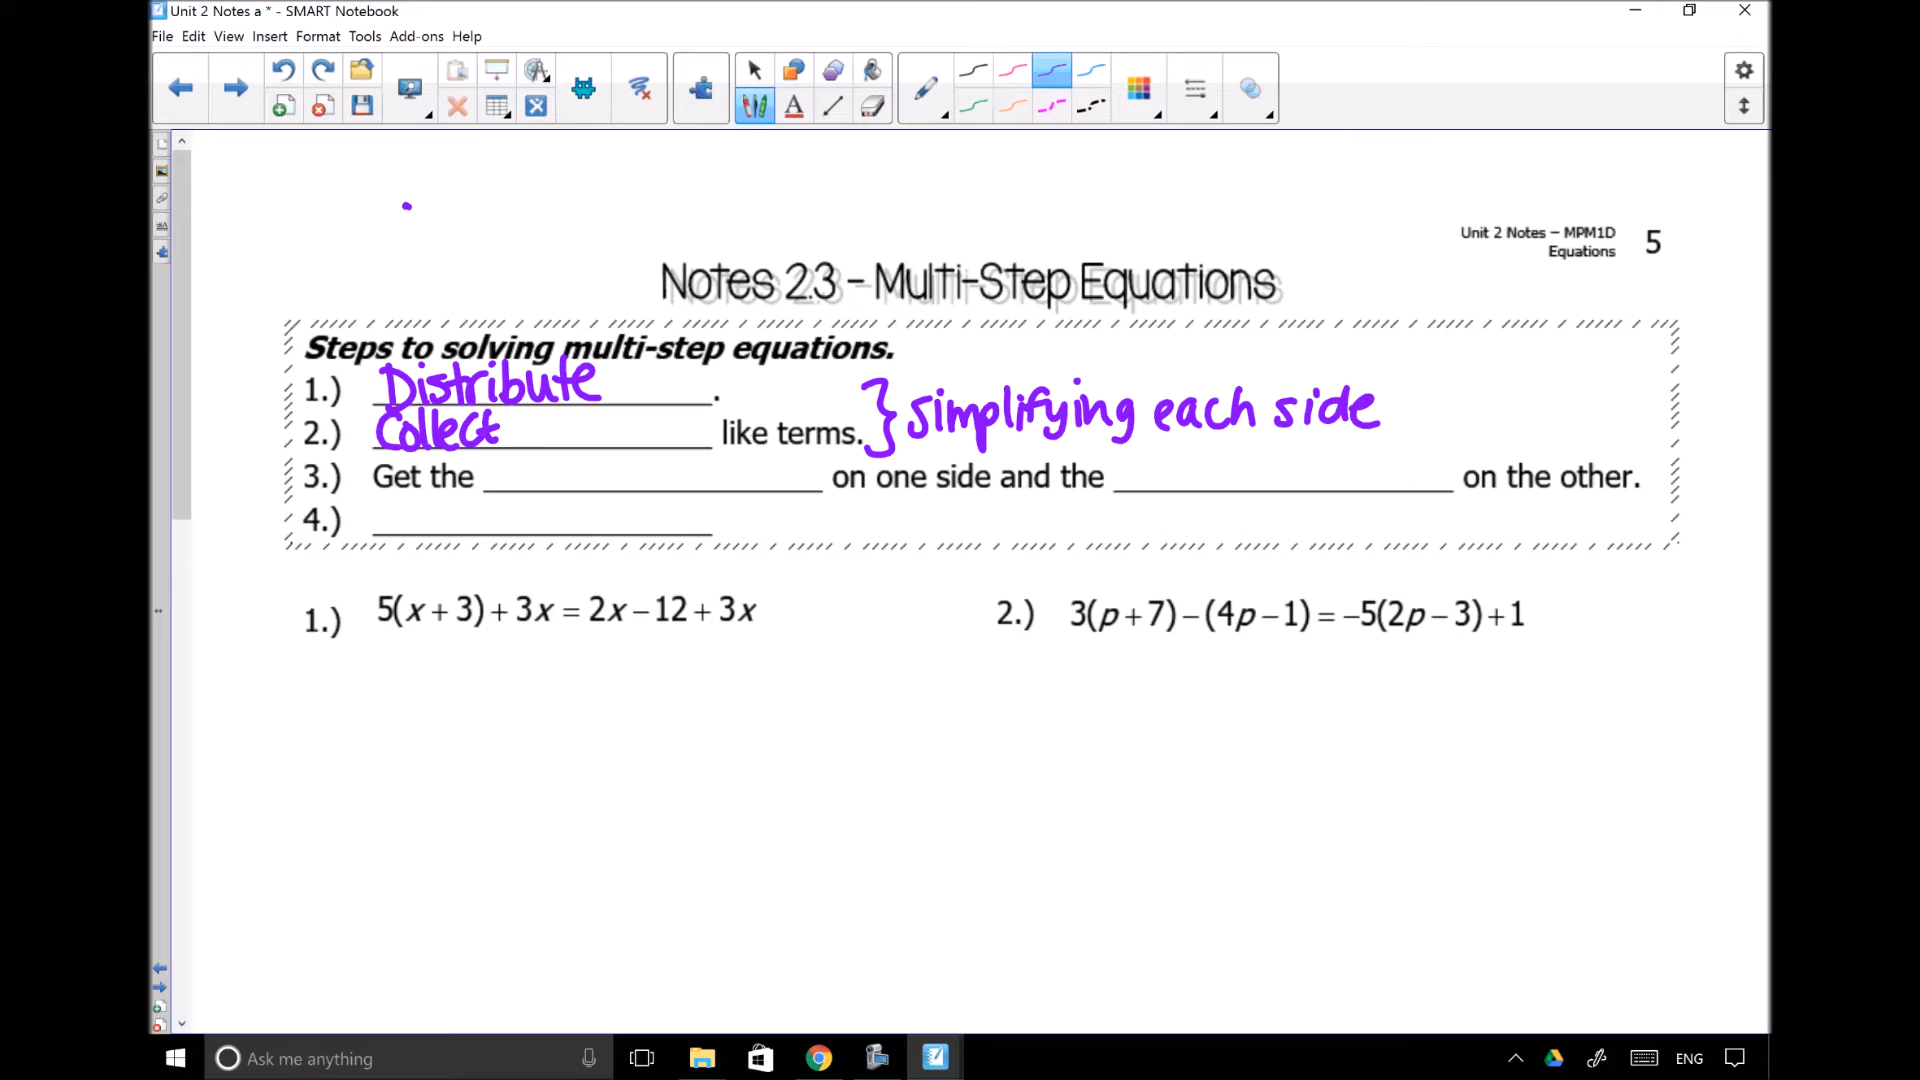 Unit 2 Notes a * - SMART Notebook
File Edit View Insert Format Tools Add-ons Help
Unit 2 Notes – MPM1D 5
Equations
Notes 2.3 – Multi-Step Equations
Steps to solving multi-step equations.
1.) Distribute.
2.) Collect like terms. } simplifying each side
3.) Get the ____________ on one side and the ____________ on the other.
4.) ____________
1.) 5(x + 3) + 3x = 2x – 12 + 3x
2.) 3(p + 7) – (4p – 1) = –5(2p – 3) + 1
Ask me anything
ENG